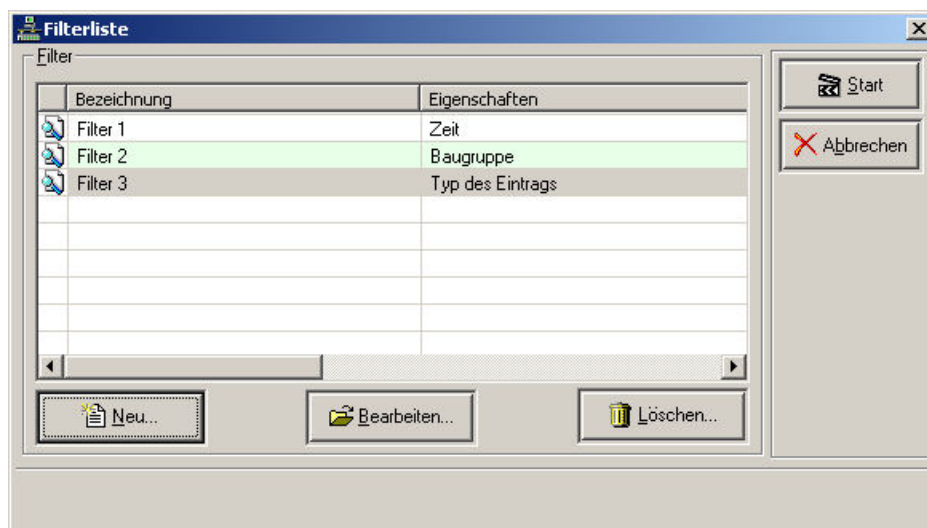 Filterliste
Filter
Bezeichnung Eigenschaften
Filter 1 Zeit
Filter 2 Baugruppe
Filter 3 Typ des Eintrags
Neu... Bearbeiten... Löschen...
Start
Abbrechen